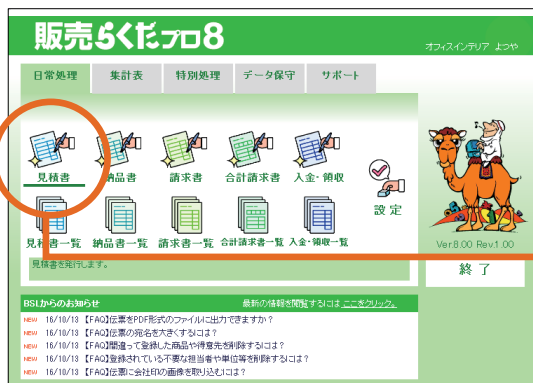 販売らくだプロ8
オフィスインテリア よつや
日常処理 集計表 特別処理 データ保守 サポート
見積書 納品書 請求書 合計請求書 入金・領収
設定
見積書一覧 納品書一覧 請求書一覧 合計請求書一覧 入金・領収一覧
Ver.8.00 Rev.1.00
見積書を発行します。
終了
BSLからのお知らせ 最新の情報を閲覧するには ここをクリック。
NEW 16/10/13 【FAQ】伝票をPDF形式のファイルに出力できますか？
NEW 16/10/13 【FAQ】伝票の宛名を大きくするには？
NEW 16/10/13 【FAQ】間違って登録した商品や得意先を削除するには？
NEW 16/10/13 【FAQ】登録されている不要な担当者や単位等を削除するには？
NEW 16/10/13 【FAQ】伝票に会社印の画像を取り込むには？